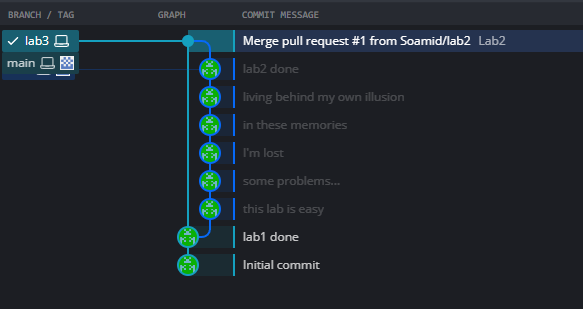 BRANCH / TAG GRAPH COMMIT MESSAGE
lab3 Merge pull request #1 from Soamid/lab2 Lab2
main lab2 done
living behind my own illusion
in these memories
I'm lost
some problems...
this lab is easy
lab1 done
Initial commit